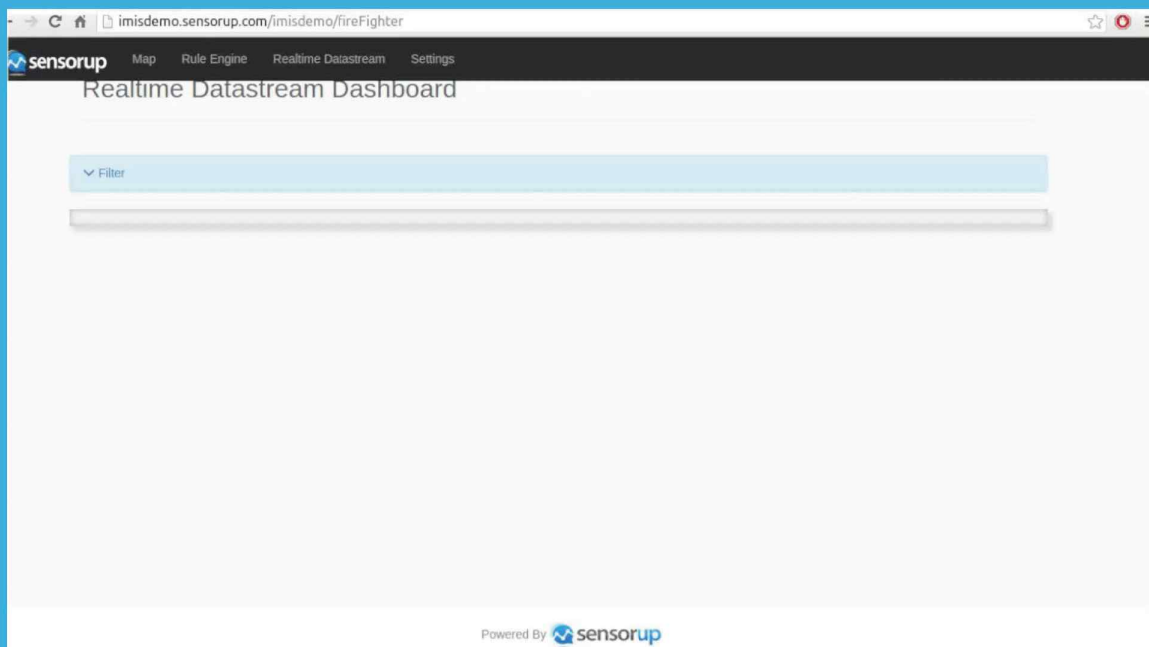 imisdemo.sensorup.com/imisdemo/fireFighter
sensorup Map Rule Engine Realtime Datastream Settings
Realtime Datastream Dashboard
Filter
Powered By sensorup